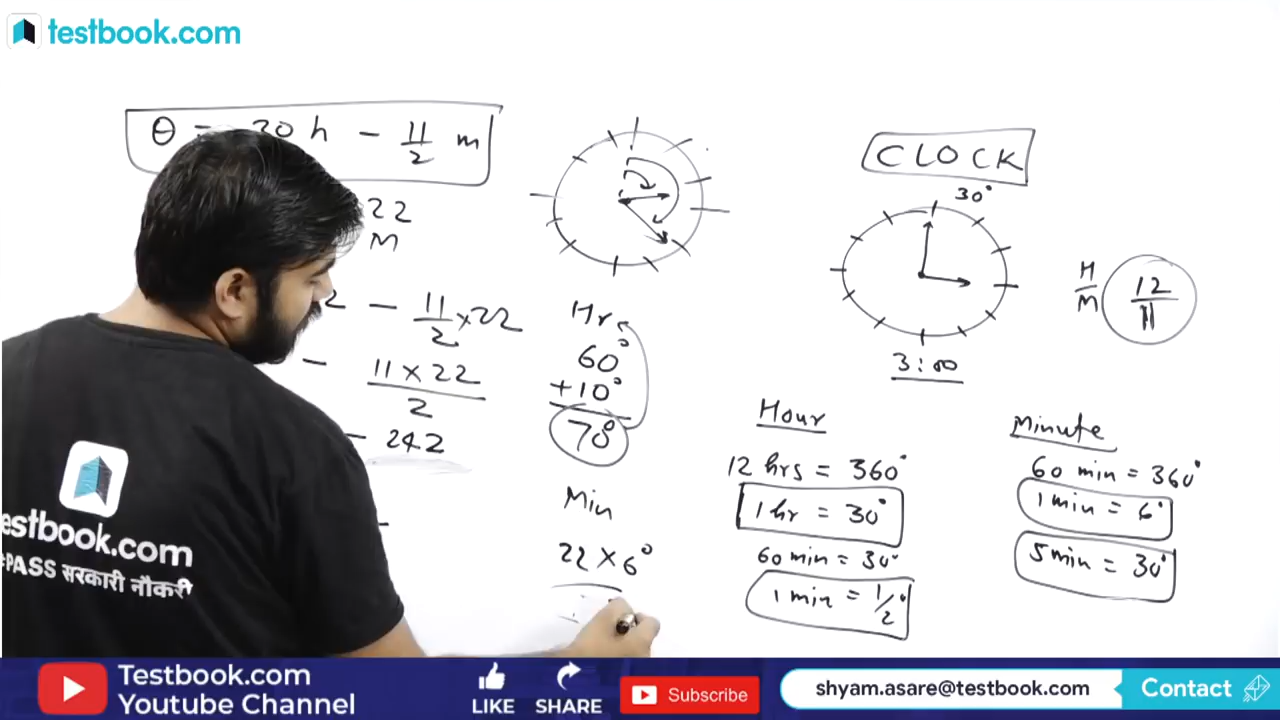 testbook.com
θ = 30 h - 11/2 m
22
M
2 - 11/2 × 22
- 11 × 22 / 2
- 242
-
Hr
60°
+10°
70°
Min
22 × 6°
CLOCK
30°
3:00
H/M 12/11
Hour
12 hrs = 360°
1 hr = 30°
60 min = 30°
1 min = 1/2°
Minute
60 min = 360°
1 min = 6°
5 min = 30°
estbook.com
PASS सरकारी नौकरी
Testbook.com
Youtube Channel
LIKE
SHARE
Subscribe
shyam.asare@testbook.com
Contact